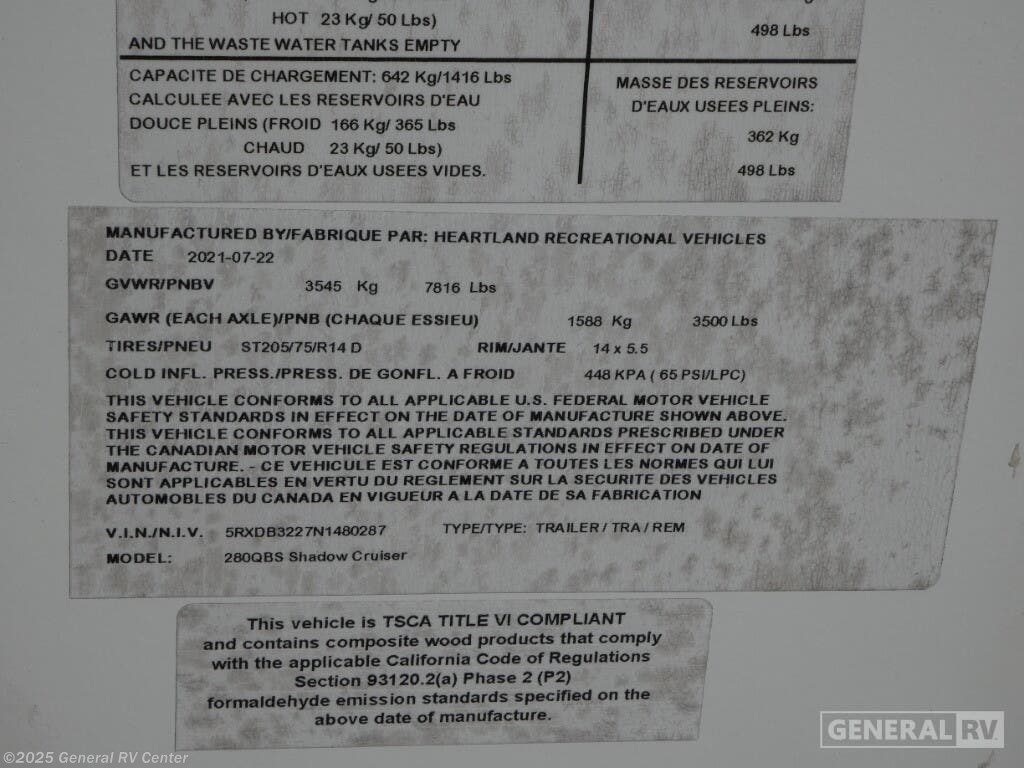 HOT 23 Kg/ 50 Lbs)
498 Lbs
AND THE WASTE WATER TANKS EMPTY
CAPACITE DE CHARGEMENT: 642 Kg/1416 Lbs
CALCULEE AVEC LES RESERVOIRS D'EAU
DOUCE PLEINS (FROID 166 Kg/ 365 Lbs
CHAUD 23 Kg/ 50 Lbs)
ET LES RESERVOIRS D'EAUX USEES VIDES.
MASSE DES RESERVOIRS
D'EAUX USEES PLEINS:
362 Kg
498 Lbs
MANUFACTURED BY/FABRIQUE PAR: HEARTLAND RECREATIONAL VEHICLES
DATE 2021-07-22
GVWR/PNBV 3545 Kg 7816 Lbs
GAWR (EACH AXLE)/PNB (CHAQUE ESSIEU) 1588 Kg 3500 Lbs
TIRES/PNEU ST205/75/R14 D RIM/JANTE 14 x 5.5
COLD INFL. PRESS./PRESS. DE GONFL. A FROID 448 KPA ( 65 PSI/LPC)
THIS VEHICLE CONFORMS TO ALL APPLICABLE U.S. FEDERAL MOTOR VEHICLE
SAFETY STANDARDS IN EFFECT ON THE DATE OF MANUFACTURE SHOWN ABOVE.
THIS VEHICLE CONFORMS TO ALL APPLICABLE STANDARDS PRESCRIBED UNDER
THE CANADIAN MOTOR VEHICLE SAFETY REGULATIONS IN EFFECT ON DATE OF
MANUFACTURE. - CE VEHICULE EST CONFORME A TOUTES LES NORMES QUI LUI
SONT APPLICABLES EN VERTU DU REGLEMENT SUR LA SECURITE DES VEHICLES
AUTOMOBILES DU CANADA EN VIGUEUR A LA DATE DE SA FABRICATION
V.I.N./N.I.V. 5RXDB3227N1480287 TYPE/TYPE: TRAILER / TRA / REM
MODEL: 280QBS Shadow Cruiser
This vehicle is TSCA TITLE VI COMPLIANT
and contains composite wood products that comply
with the applicable California Code of Regulations
Section 93120.2(a) Phase 2 (P2)
formaldehyde emission standards specified on the
above date of manufacture.
GENERAL RV
©2025 General RV Center